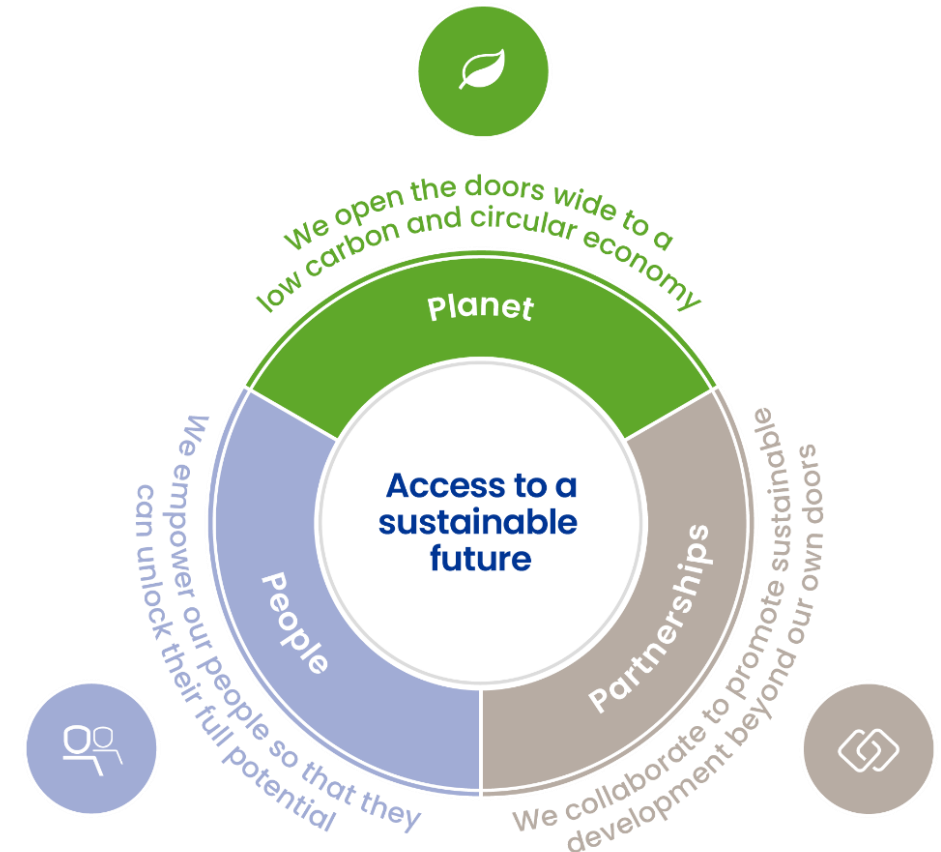 We open the doors wide to a
low carbon and circular economy
Planet
Access to a
sustainable
future
People
We empower our people so that they
can unlock their full potential
Partnerships
We collaborate to promote sustainable
development beyond our own doors